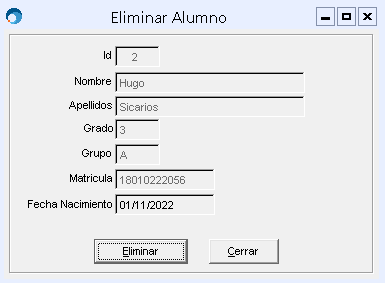 Eliminar Alumno
Id 2
Nombre Hugo
Apellidos Sicarios
Grado 3
Grupo A
Matricula 18010222056
Fecha Nacimiento 01/11/2022
Eliminar Cerrar